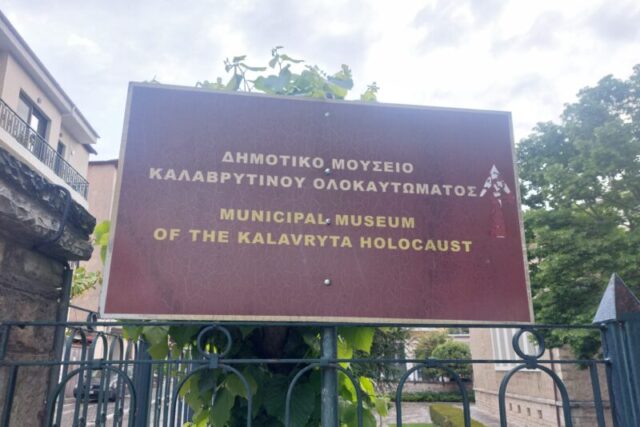 ΔΗΜΟΤΙΚΟ ΜΟΥΣΕΙΟ
ΚΑΛΑΒΡΥΤΙΝΟΥ ΟΛΟΚΑΥΤΩΜΑΤΟΣ
MUNICIPAL MUSEUM
OF THE KALAVRYTA HOLOCAUST